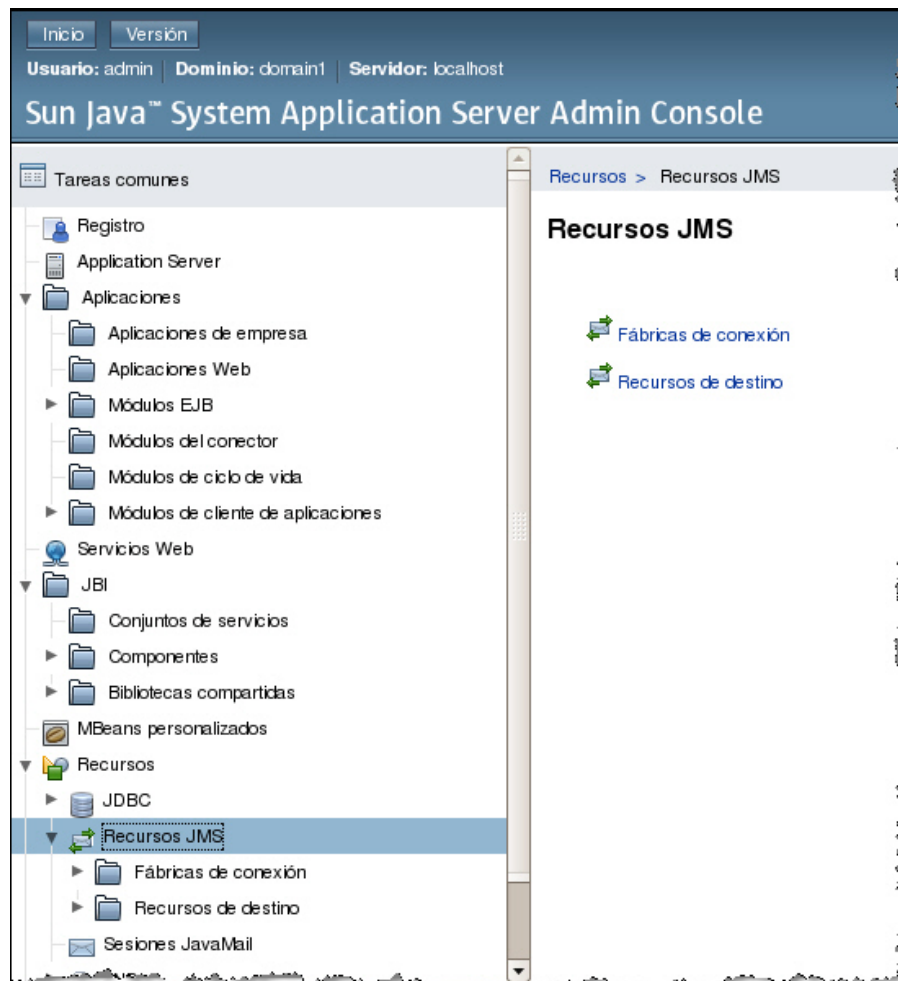 Inicio Versión
Usuario: admin Dominio: domain1 Servidor: localhost
Sun Java™ System Application Server Admin Console
Tareas comunes
Registro
Application Server
Aplicaciones
Aplicaciones de empresa
Aplicaciones Web
Módulos EJB
Módulos del conector
Módulos de ciclo de vida
Módulos de cliente de aplicaciones
Servicios Web
JBI
Conjuntos de servicios
Componentes
Bibliotecas compartidas
MBeans personalizados
Recursos
JDBC
Recursos JMS
Fábricas de conexión
Recursos de destino
Sesiones JavaMail
Recursos > Recursos JMS
Recursos JMS
Fábricas de conexión
Recursos de destino